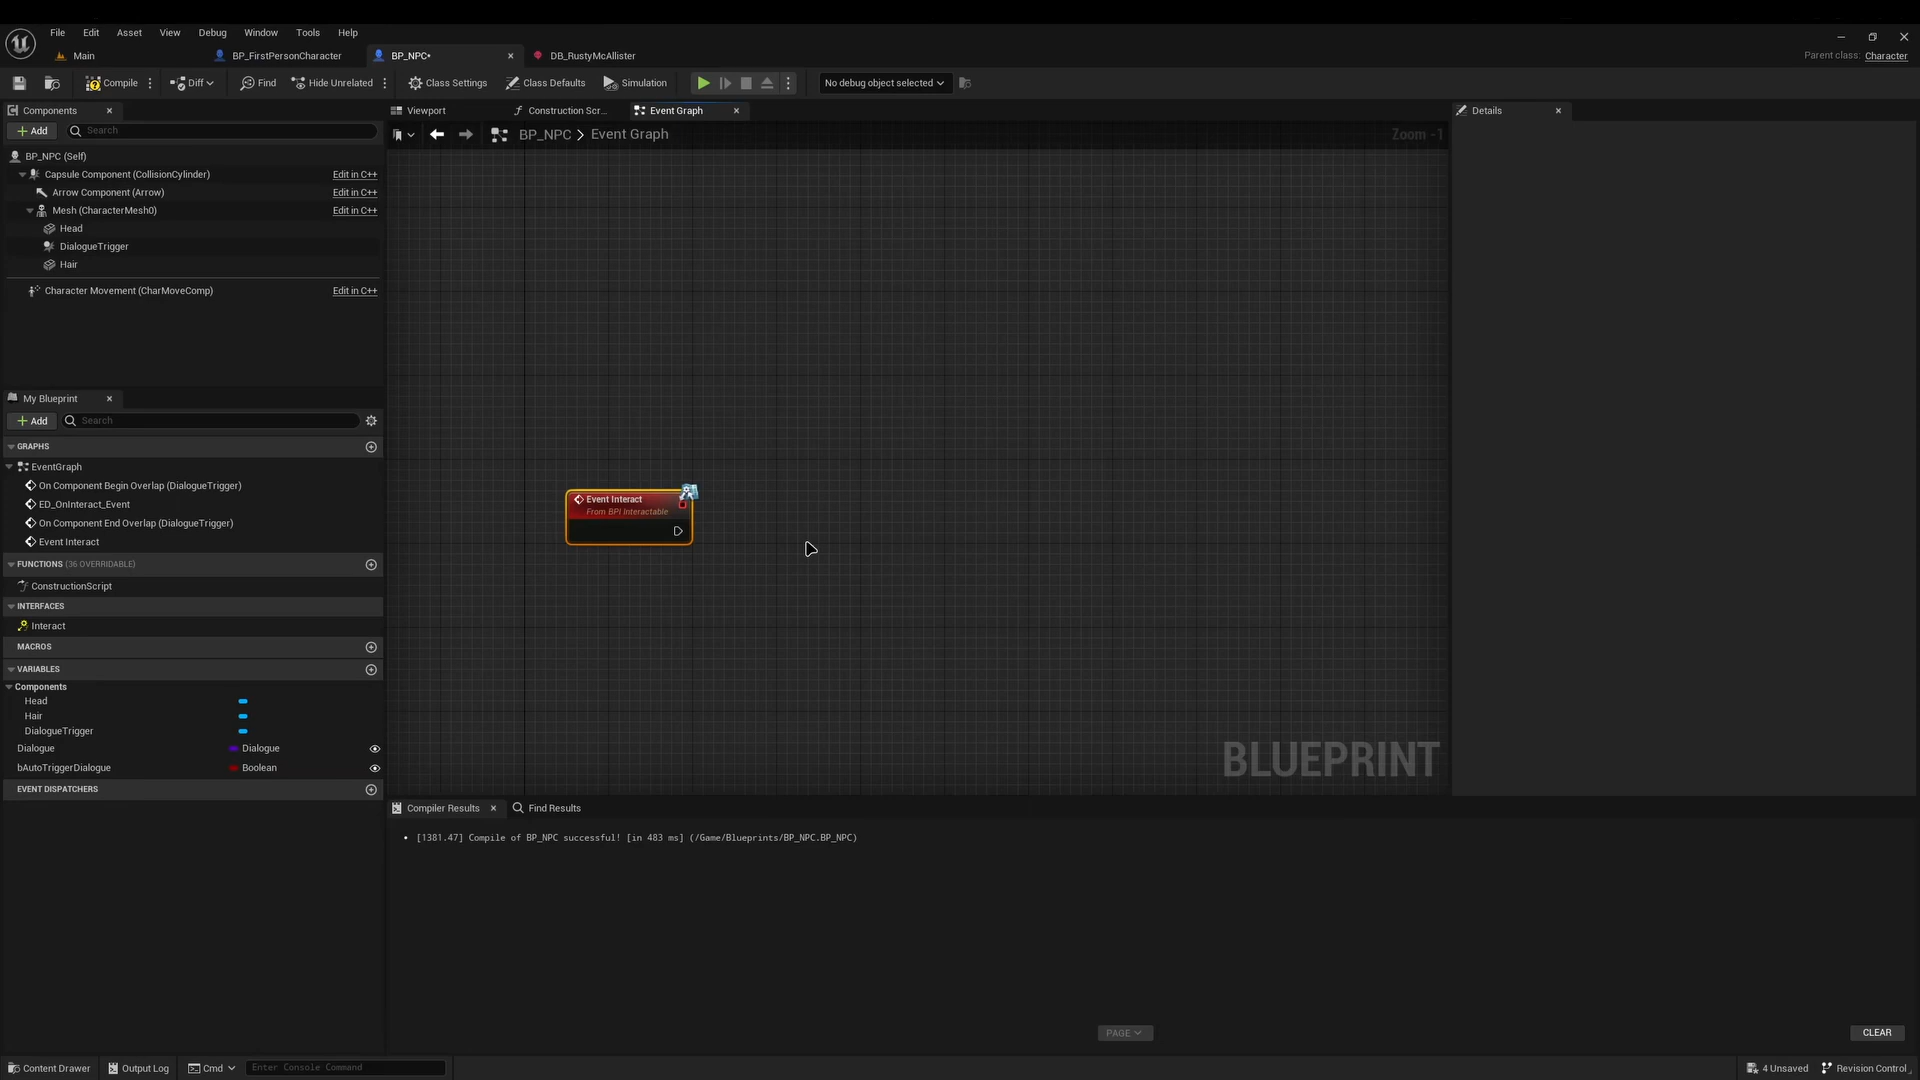 File Edit Asset View Debug Window Tools Help
Main BP_FirstPersonCharacter BP_NPC* DB_RustyMcAllister
Parent class: Character
Compile Diff Find Hide Unrelated Class Settings Class Defaults Simulation No debug object selected
Components
Viewport Construction Scr... Event Graph
Details
Add Search
BP_NPC > Event Graph
Zoom -1
BP_NPC (Self)
Capsule Component (CollisionCylinder) Edit in C++
Arrow Component (Arrow) Edit in C++
Mesh (CharacterMesh0) Edit in C++
Head
DialogueTrigger
Hair
Character Movement (CharMoveComp) Edit in C++
My Blueprint
Add Search
GRAPHS
EventGraph
On Component Begin Overlap (DialogueTrigger)
ED_OnInteract_Event
On Component End Overlap (DialogueTrigger)
Event Interact
FUNCTIONS (36 OVERRIDABLE)
ConstructionScript
INTERFACES
Interact
MACROS
VARIABLES
Components
Head
Hair
DialogueTrigger
Dialogue Dialogue
bAutoTriggerDialogue Boolean
EVENT DISPATCHERS
Event Interact
From BPI Interactable
BLUEPRINT
Compiler Results Find Results
[1381.47] Compile of BP_NPC successful! [in 483 ms] (/Game/Blueprints/BP_NPC.BP_NPC)
PAGE
CLEAR
Content Drawer Output Log Cmd Enter Console Command
4 Unsaved Revision Control